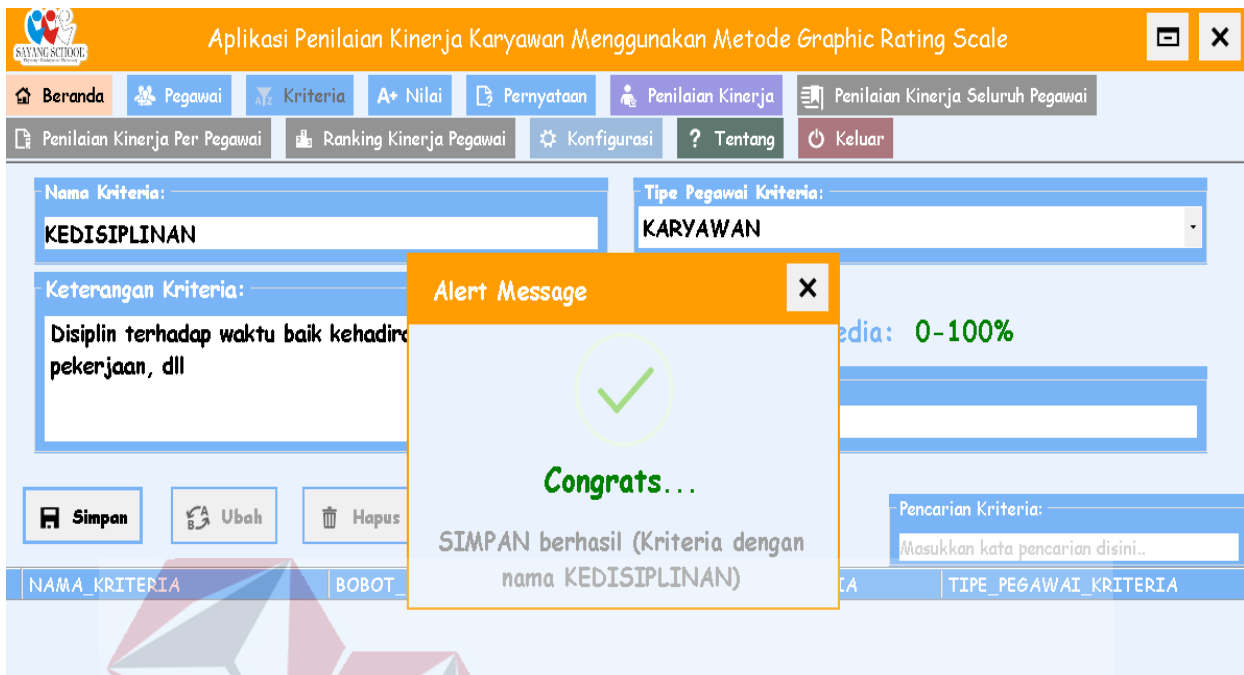 SAYANG SCHOOL
Aplikasi Penilaian Kinerja Karyawan Menggunakan Metode Graphic Rating Scale
Beranda Pegawai Kriteria A+ Nilai Pernyataan Penilaian Kinerja Penilaian Kinerja Seluruh Pegawai
Penilaian Kinerja Per Pegawai Ranking Kinerja Pegawai Konfigurasi ? Tentang Keluar
Nama Kriteria: Tipe Pegawai Kriteria:
KEDISIPLINAN KARYAWAN
Keterangan Kriteria: Alert Message
Disiplin terhadap waktu baik kehadira edia: 0-100%
pekerjaan, dll
Congrats...
Simpan Ubah Hapus Pencarian Kriteria:
SIMPAN berhasil (Kriteria dengan Masukkan kata pencarian disini..
nama KEDISIPLINAN)
NAMA_KRITERIA BOBOT_ IA TIPE_PEGAWAI_KRITERIA